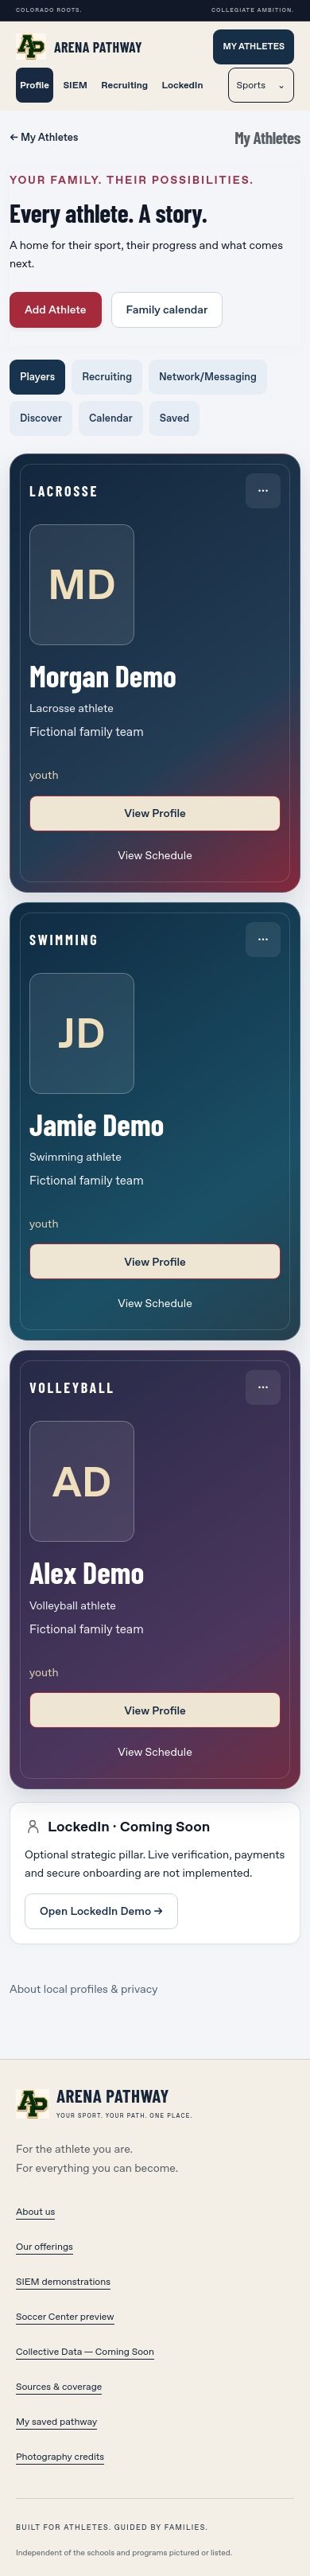 COLORADO ROOTS.
COLLEGIATE AMBITION.
AP
ARENA PATHWAY
MY ATHLETES
Profile
SIEM
Recruiting
LockedIn
Sports
← My Athletes
My Athletes
YOUR FAMILY. THEIR POSSIBILITIES.
Every athlete. A story.
A home for their sport, their progress and what comes
next.
Add Athlete
Family calendar
Players
Recruiting
Network/Messaging
Discover
Calendar
Saved
LACROSSE
...
MD
Morgan Demo
Lacrosse athlete
Fictional family team
youth
View Profile
View Schedule
SWIMMING
...
JD
Jamie Demo
Swimming athlete
Fictional family team
youth
View Profile
View Schedule
VOLLEYBALL
...
AD
Alex Demo
Volleyball athlete
Fictional family team
youth
View Profile
View Schedule
LockedIn · Coming Soon
Optional strategic pillar. Live verification, payments
and secure onboarding are not implemented.
Open LockedIn Demo →
About local profiles & privacy
AP
ARENA PATHWAY
YOUR SPORT. YOUR PATH. ONE PLACE.
For the athlete you are.
For everything you can become.
About us
Our offerings
SIEM demonstrations
Soccer Center preview
Collective Data — Coming Soon
Sources & coverage
My saved pathway
Photography credits
BUILT FOR ATHLETES. GUIDED BY FAMILIES.
Independent of the schools and programs pictured or listed.